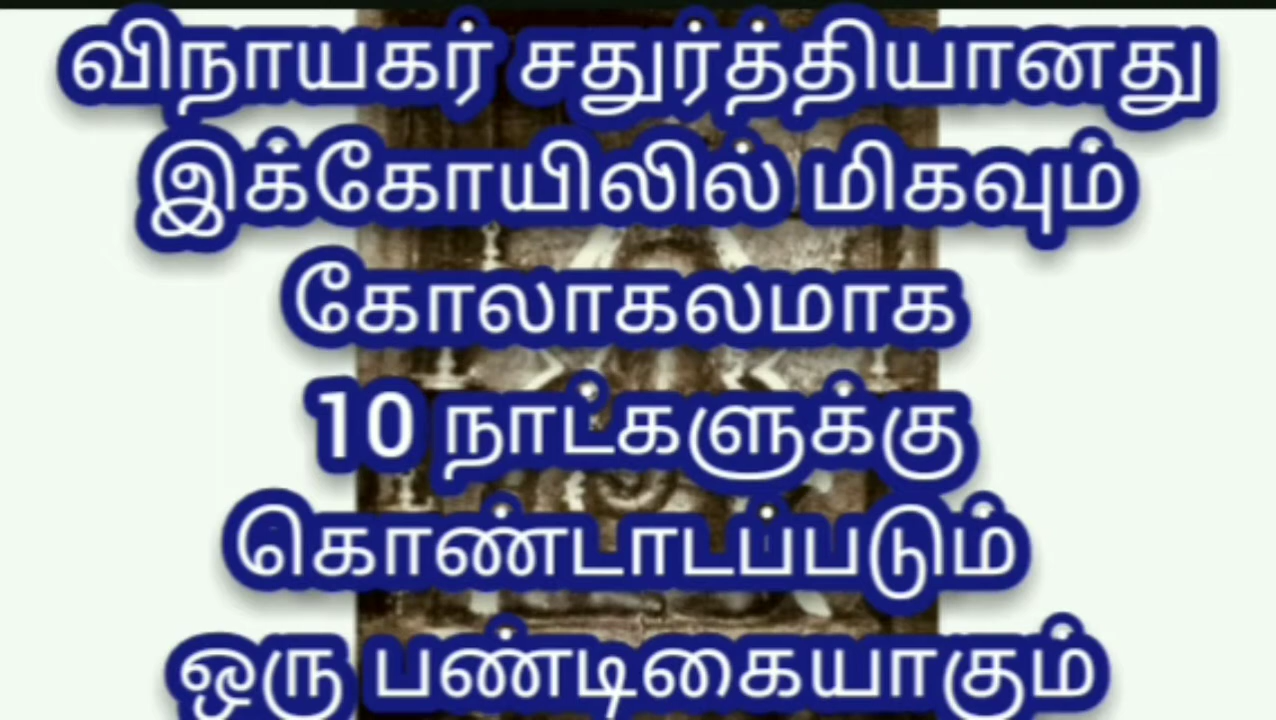 விநாயகர் சதுர்த்தியானது
இக்கோயிலில் மிகவும்
கோலாகலமாக
10 நாட்களுக்கு
கொண்டாடப்படும்
ஒரு பண்டிகையாகும்